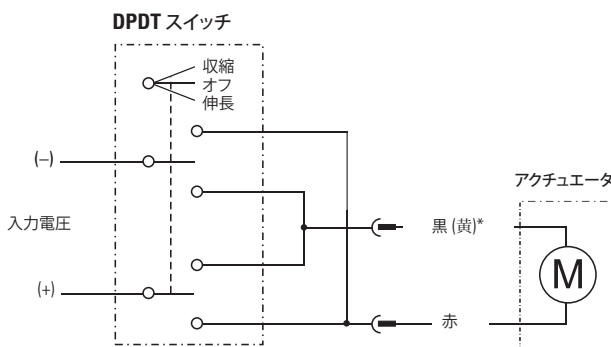 DPDT スイッチ
収縮
オフ
伸長
(–)
アクチュエータ
入力電圧
黒 (黄)*
M
(+)
赤